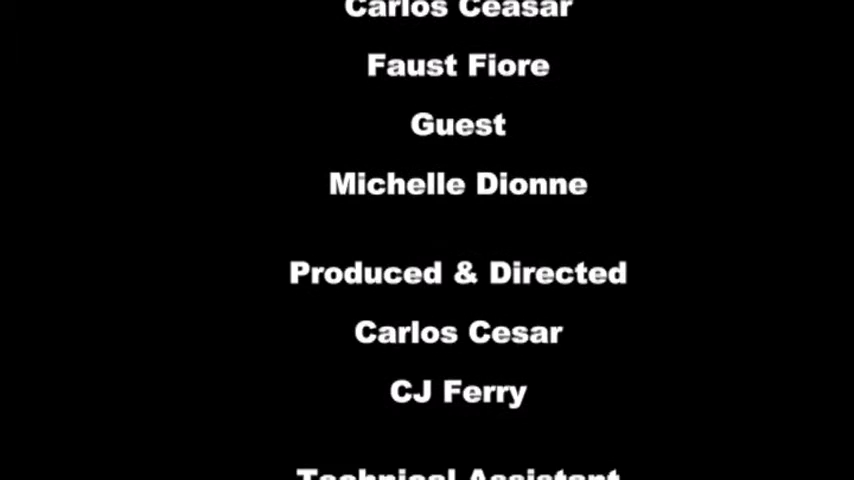 Carlos Ceasar
Faust Fiore
Guest
Michelle Dionne
Produced & Directed
Carlos Cesar
CJ Ferry
Technical Assistant